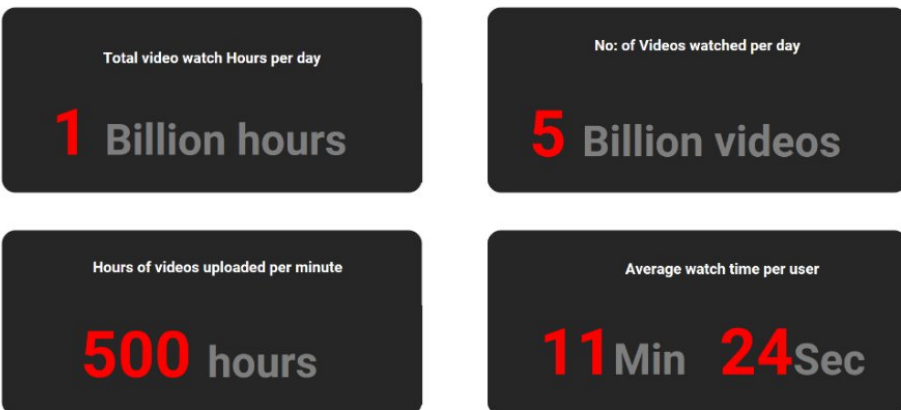 Total video watch Hours per day
1 Billion hours
No: of Videos watched per day
5 Billion videos
Hours of videos uploaded per minute
500 hours
Average watch time per user
11Min 24Sec